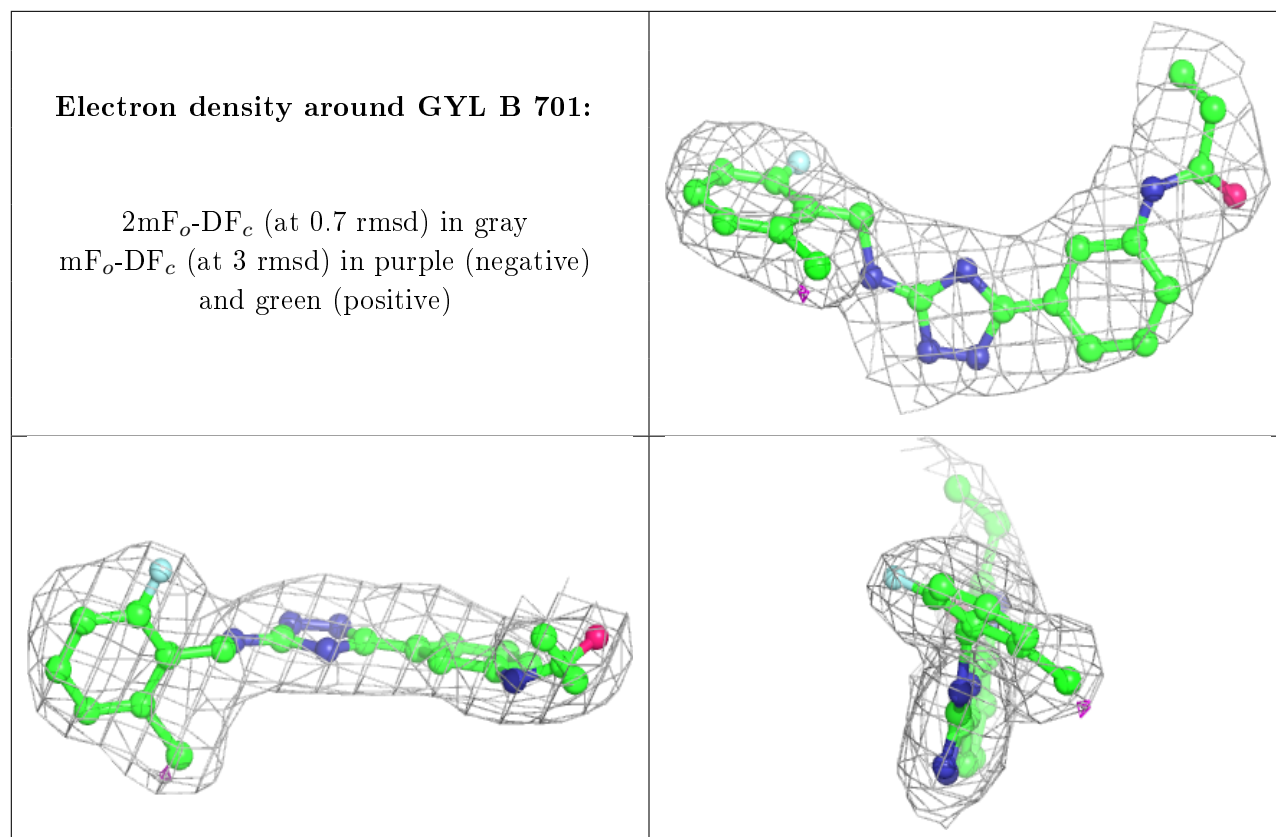 Electron density around GYL B 701:
2mFo-DFc (at 0.7 rmsd) in gray
mFo-DFc (at 3 rmsd) in purple (negative)
and green (positive)